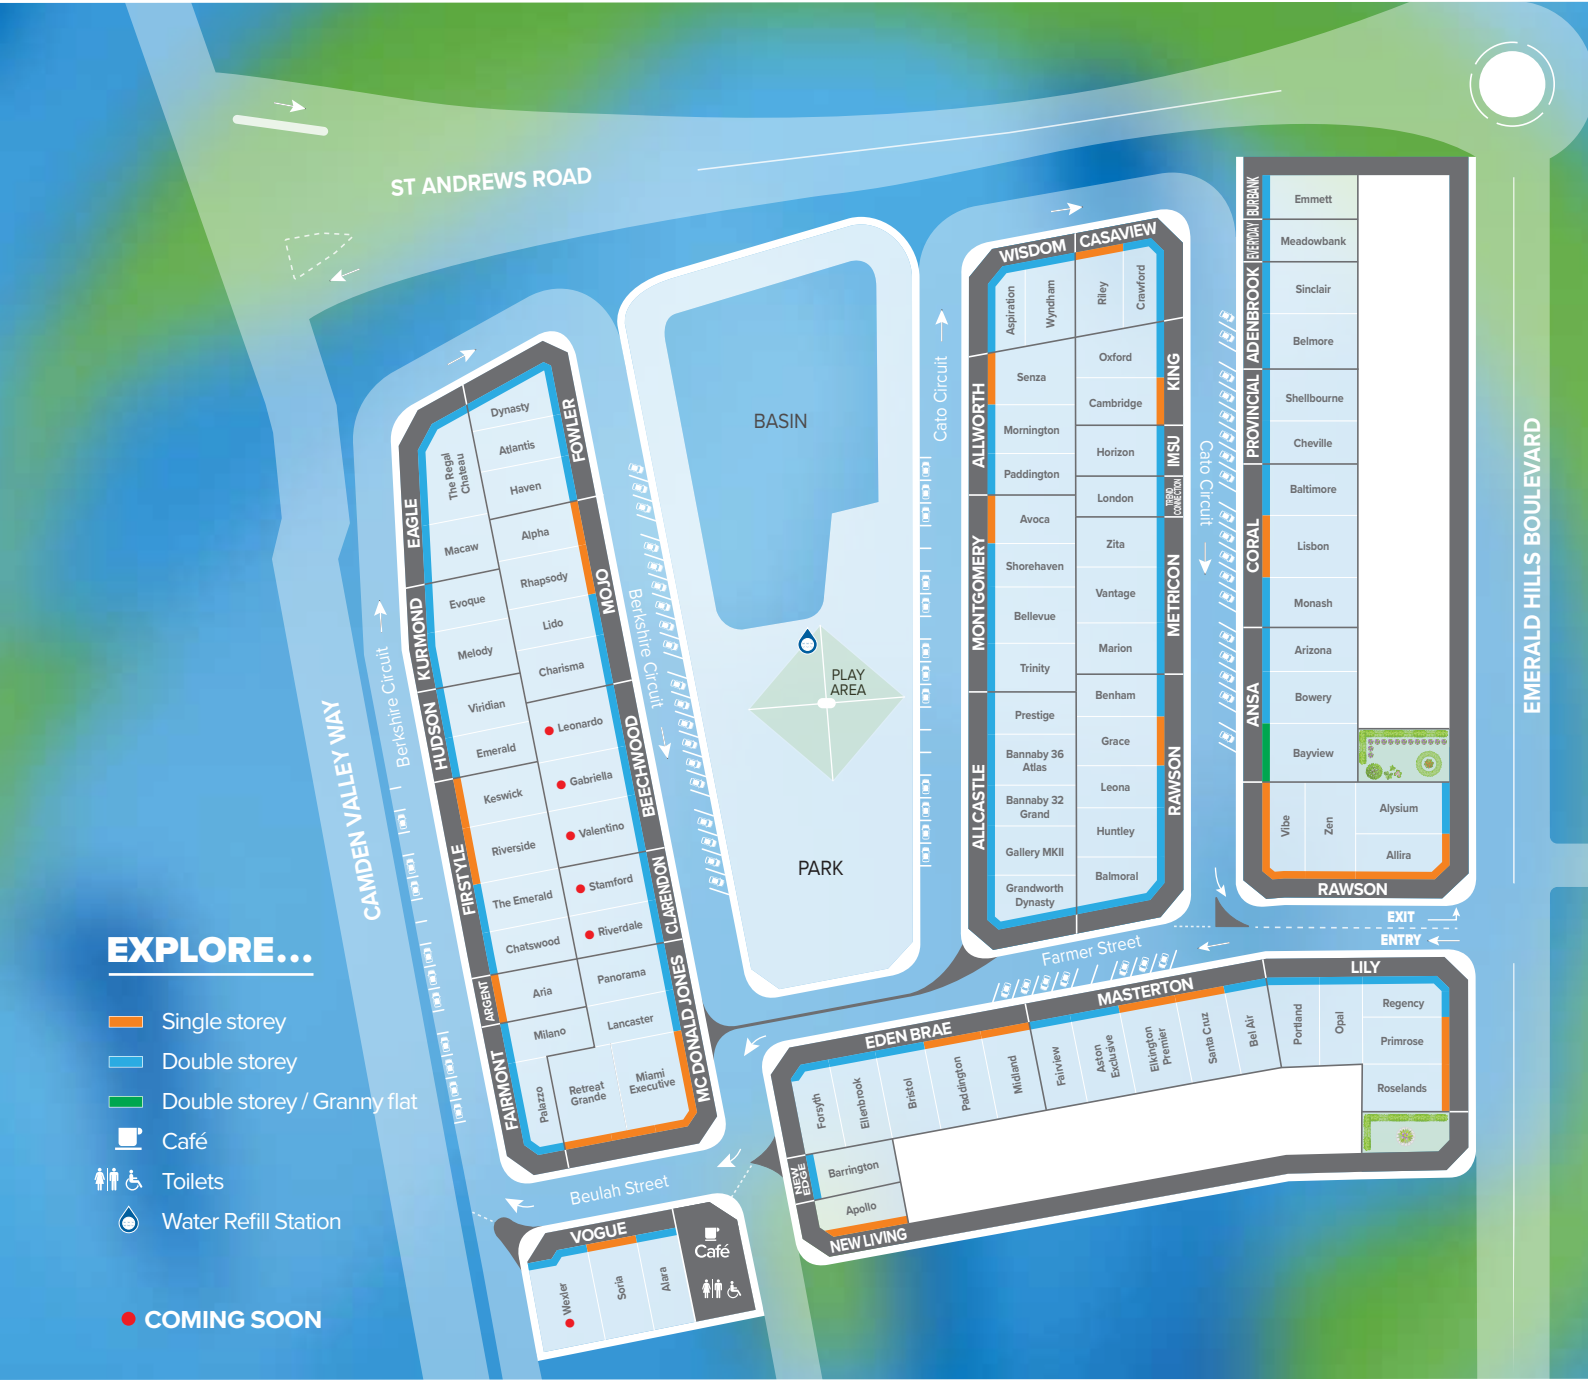 ST ANDREWS ROAD
CAMDEN VALLEY WAY
EMERALD HILLS BOULEVARD
Berkshire Circuit
Berkshire Circuit
Cato Circuit
Cato Circuit
Farmer Street
Beulah Street
EXIT
ENTRY
BASIN
PLAY
AREA
PARK
EAGLE
The Regal
Chateau
Macaw
KURMOND
Evoque
Melody
HUDSON
Viridian
Emerald
FIRSTYLE
Keswick
Riverside
The Emerald
Chatswood
ARGENT
Aria
FAIRMONT
Milano
Palazzo
FOWLER
Dynasty
Atlantis
Haven
MOJO
Alpha
Rhapsody
Lido
Charisma
BEECHWOOD
Leonardo
Gabriella
Valentino
CLARENDON
Stamford
Riverdale
MC DONALD JONES
Panorama
Lancaster
Retreat
Grande
Miami
Executive
WISDOM
Aspiration
Wyndham
CASAVIEW
Riley
Crawford
ALLWORTH
Senza
Mornington
Paddington
MONTGOMERY
Avoca
Shorehaven
Bellevue
Trinity
ALLCASTLE
Prestige
Bannaby 36
Atlas
Bannaby 32
Grand
Gallery MKII
Grandworth
Dynasty
KING
Oxford
Cambridge
IMSU
Horizon
TREND
CONNECTION
London
METRICON
Zita
Vantage
Marion
RAWSON
Benham
Grace
Leona
Huntley
Balmoral
BURBANK
Emmett
EVERYDAY
Meadowbank
ADENBROOK
Sinclair
Belmore
PROVINCIAL
Shellbourne
Cheville
CORAL
Baltimore
Lisbon
Monash
ANSA
Arizona
Bowery
Bayview
Vibe
Zen
Alysium
Allira
RAWSON
EDEN BRAE
Forsyth
Ellenbrook
Bristol
Paddington
Midland
MASTERTON
Fairview
Aston
Exclusive
Elkington
Premier
Santa Cruz
Bel Air
LILY
Portland
Opal
Regency
Primrose
Roselands
NEW
EDGE
Barrington
Apollo
NEW LIVING
VOGUE
Wexler
Soria
Alara
Café
EXPLORE...
Single storey
Double storey
Double storey / Granny flat
Café
Toilets
Water Refill Station
COMING SOON